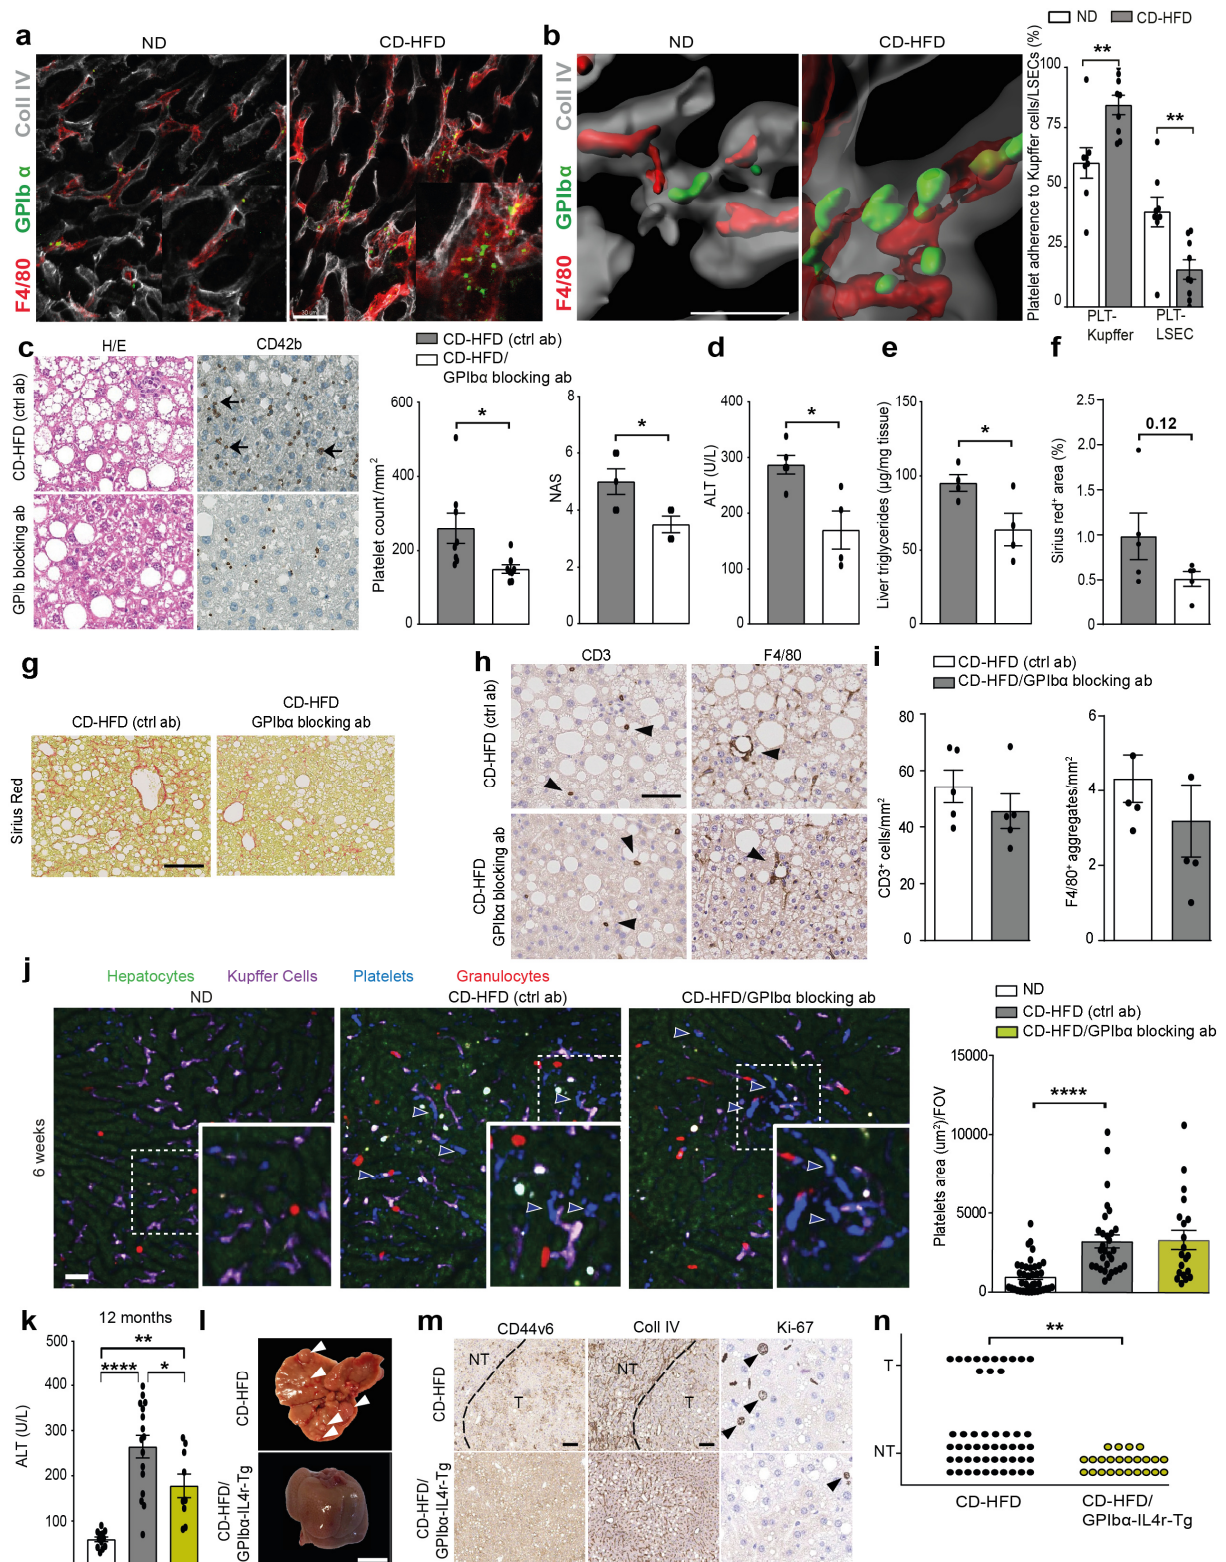 a
ND
CD-HFD
F4/80 GPIb α Coll IV
30 um
b
ND
CD-HFD
F4/80 GPIbα Coll IV
ND
CD-HFD
Platelet adherence to Kupffer cells/LSECs (%)
100
75
50
25
0
**
**
PLT-
Kupffer
PLT-
LSEC
c
H/E
CD42b
CD-HFD (ctrl ab)
GPIb blocking ab
CD-HFD (ctrl ab)
CD-HFD/
GPIbα blocking ab
Platelet count /mm²
600
400
200
0
*
NAS
8
6
4
2
0
*
d
ALT (U/L)
400
300
200
100
0
*
e
Liver triglycerides (µg/mg tissue)
150
100
50
0
*
f
Sirius red⁺ area (%)
2.5
2.0
1.5
1.0
0.5
0
0.12
g
CD-HFD (ctrl ab)
CD-HFD
GPIbα blocking ab
Sirius Red
h
CD3
F4/80
CD-HFD (ctrl ab)
CD-HFD
GPIbα blocking ab
i
CD-HFD (ctrl ab)
CD-HFD/GPIbα blocking ab
CD3⁺ cells/mm²
80
60
40
20
0
F4/80⁺ aggregates/mm²
6
4
2
0
j
Hepatocytes
Kupffer Cells
Platelets
Granulocytes
ND
CD-HFD (ctrl ab)
CD-HFD/GPIbα blocking ab
6 weeks
ND
CD-HFD (ctrl ab)
CD-HFD/GPIbα blocking ab
Platelets area (um²)/FOV
15000
10000
5000
0
****
k
12 months
ALT (U/L)
500
400
300
200
100
**
****
*
l
CD-HFD
CD-HFD/
GPIbα-IL4r-Tg
m
CD44v6
Coll IV
Ki-67
CD-HFD
CD-HFD/
GPIbα-IL4r-Tg
NT
T
NT
T
n
**
T
NT
CD-HFD
CD-HFD/
GPIbα-IL4r-Tg